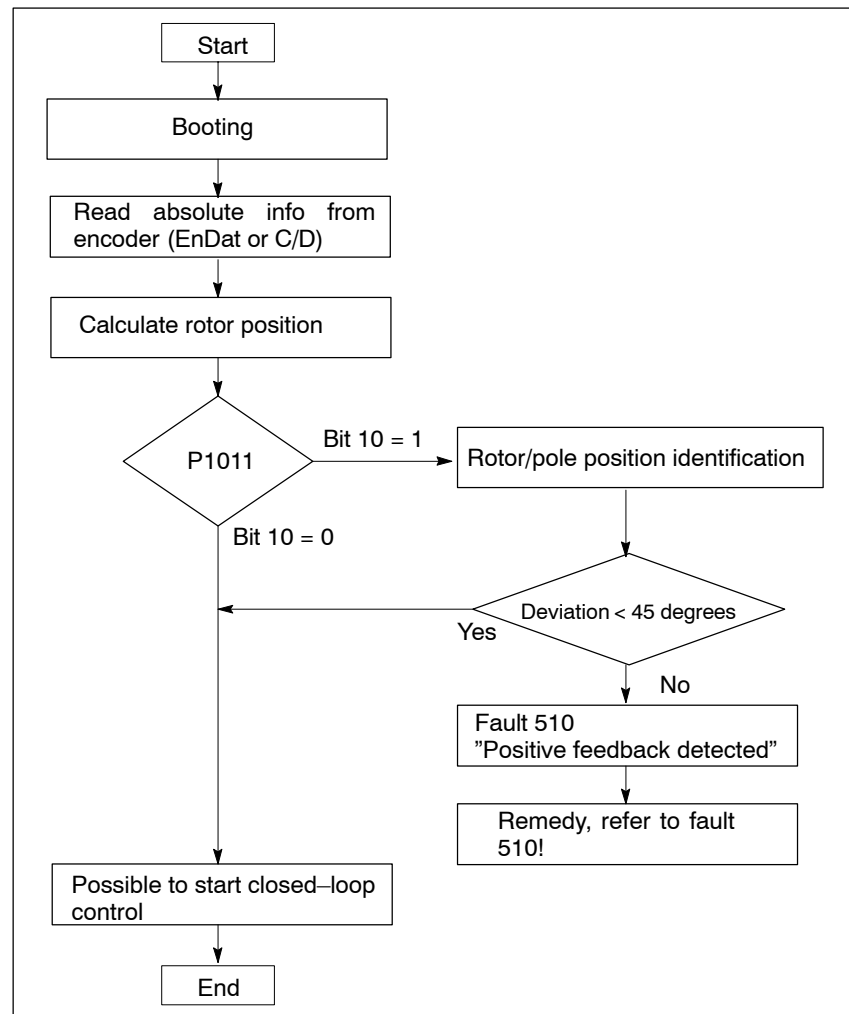 Start
Booting
Read absolute info from
encoder (EnDat or C/D)
Calculate rotor position
P1011
Bit 10 = 1
Rotor/pole position identification
Bit 10 = 0
Deviation < 45 degrees
Yes
No
Fault 510
”Positive feedback detected”
Remedy, refer to fault
510!
Possible to start closed–loop
control
End